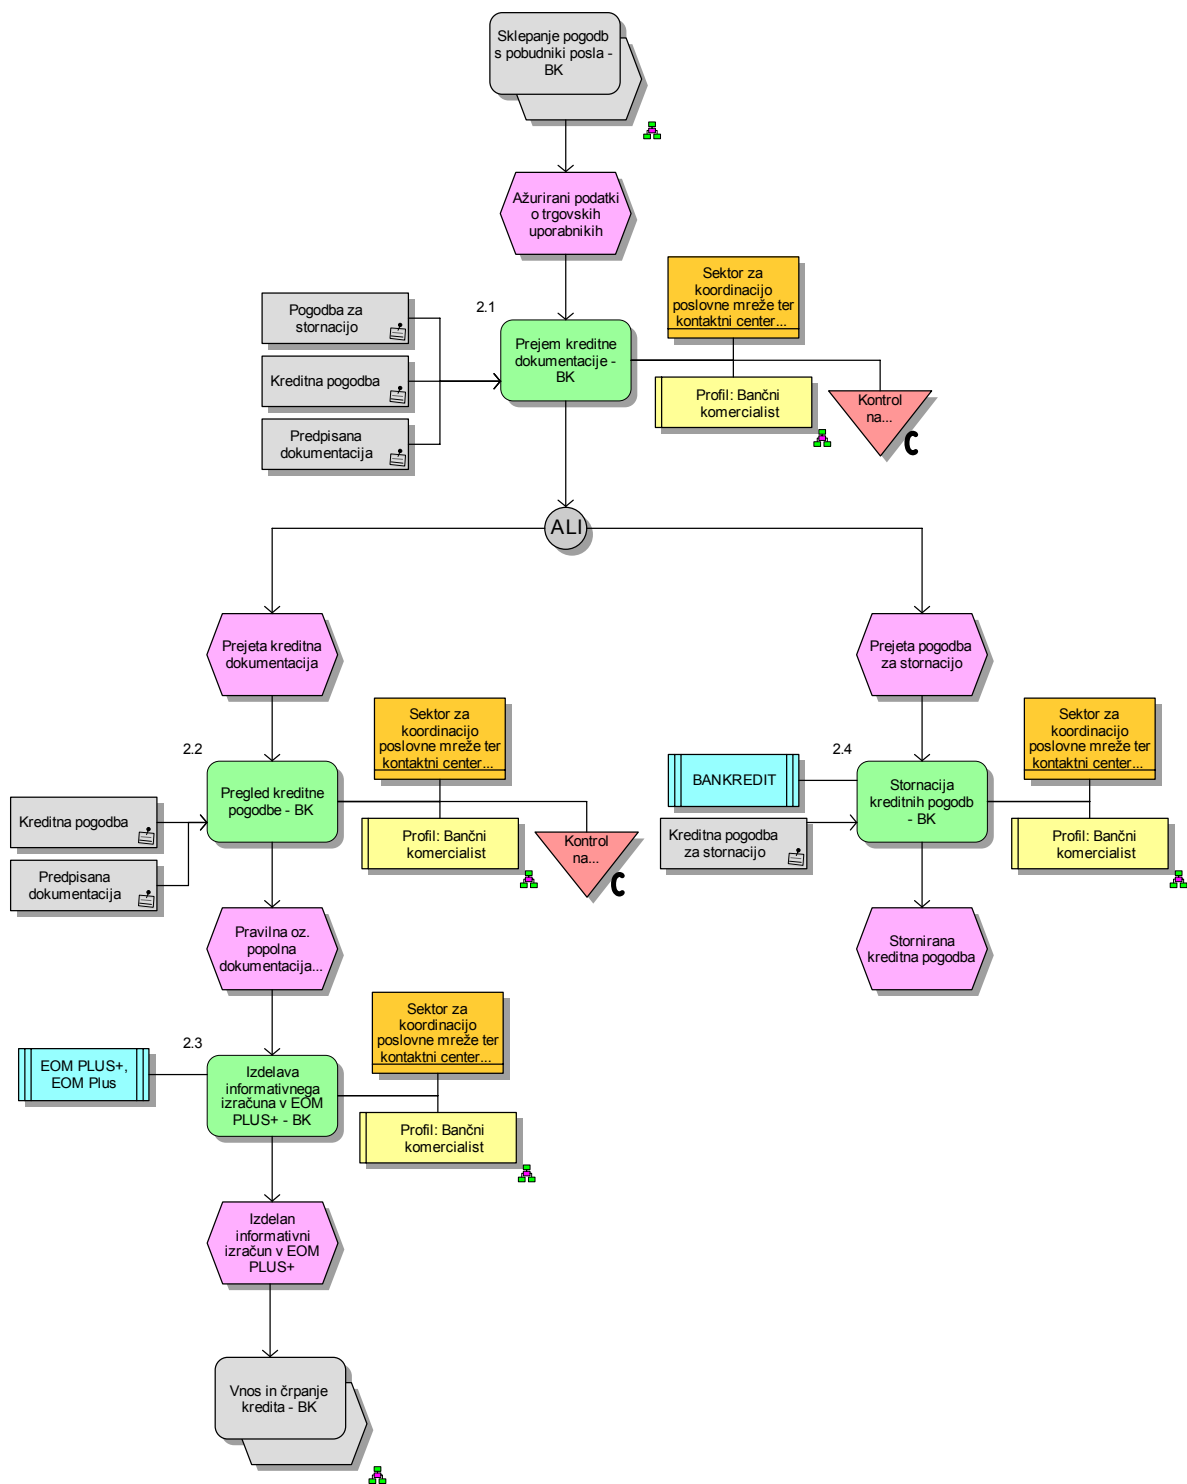 Sklepanje pogodb
s pobudniki posla -
BK
Ažurirani podatki
o trgovskih
uporabnikih
Sektor za
koordinacijo
poslovne mreže ter
kontaktni center...
2.1
Pogodba za
stornacijo
Prejem kreditne
dokumentacije -
BK
Kreditna pogodba
Profil: Bančni
komercialist
Kontrol
na...
C
Predpisana
dokumentacija
ALI
Prejeta kreditna
dokumentacija
Prejeta pogodba
za stornacijo
Sektor za
koordinacijo
poslovne mreže ter
kontaktni center...
Sektor za
koordinacijo
poslovne mreže ter
kontaktni center...
2.2
2.4
Pregled kreditne
pogodbe - BK
BANKREDIT
Stornacija
kreditnih pogodb
- BK
Kreditna pogodba
Profil: Bančni
komercialist
Kontrol
na...
C
Kreditna pogodba
za stornacijo
Profil: Bančni
komercialist
Predpisana
dokumentacija
Pravilna oz.
popolna
dokumentacija...
Stornirana
kreditna pogodba
Sektor za
koordinacijo
poslovne mreže ter
kontaktni center...
2.3
EOM PLUS+,
EOM Plus
Izdelava
informativnega
izračuna v EOM
PLUS+ - BK
Profil: Bančni
komercialist
Izdelan
informativni
izračun v EOM
PLUS+
Vnos in črpanje
kredita - BK